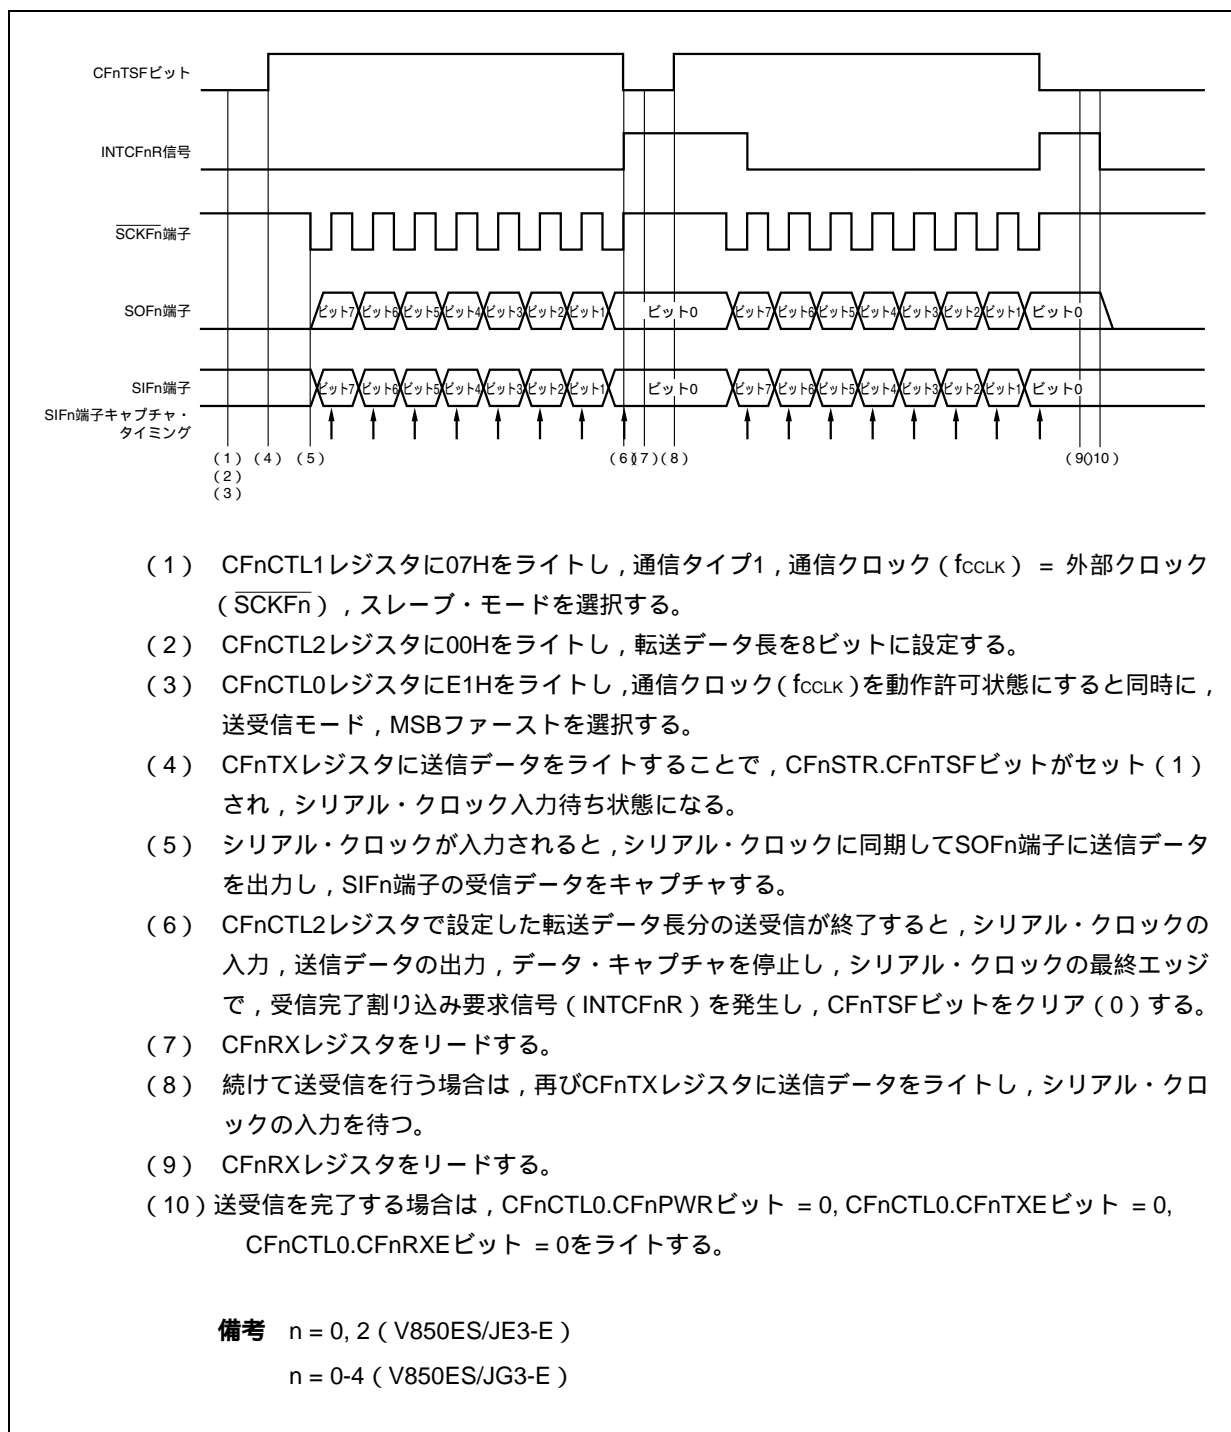 CFnTSFビット
INTCFnR信号
SCKFn端子
SOFn端子
ビット7 ビット6 ビット5 ビット4 ビット3 ビット2 ビット1 ビット0 ビット7 ビット6 ビット5 ビット4 ビット3 ビット2 ビット1 ビット0
SIFn端子
ビット7 ビット6 ビット5 ビット4 ビット3 ビット2 ビット1 ビット0 ビット7 ビット6 ビット5 ビット4 ビット3 ビット2 ビット1 ビット0
SIFn端子キャプチャ・
タイミング
(1) (4) (5) (6)(7)(8) (9)(10)
(2)
(3)
(1) CFnCTL1レジスタに07Hをライトし,通信タイプ1,通信クロック(fCCLK) = 外部クロック
(SCKFn),スレーブ・モードを選択する。
(2) CFnCTL2レジスタに00Hをライトし,転送データ長を8ビットに設定する。
(3) CFnCTL0レジスタにE1Hをライトし,通信クロック(fCCLK)を動作許可状態にすると同時に,
送受信モード,MSBファーストを選択する。
(4) CFnTXレジスタに送信データをライトすることで,CFnSTR.CFnTSFビットがセット(1)
され,シリアル・クロック入力待ち状態になる。
(5) シリアル・クロックが入力されると,シリアル・クロックに同期してSOFn端子に送信データ
を出力し,SIFn端子の受信データをキャプチャする。
(6) CFnCTL2レジスタで設定した転送データ長分の送受信が終了すると,シリアル・クロックの
入力,送信データの出力,データ・キャプチャを停止し,シリアル・クロックの最終エッジ
で,受信完了割り込み要求信号(INTCFnR)を発生し,CFnTSFビットをクリア(0)する。
(7) CFnRXレジスタをリードする。
(8) 続けて送受信を行う場合は,再びCFnTXレジスタに送信データをライトし,シリアル・クロ
ックの入力を待つ。
(9) CFnRXレジスタをリードする。
(10)送受信を完了する場合は,CFnCTL0.CFnPWRビット = 0, CFnCTL0.CFnTXEビット = 0,
CFnCTL0.CFnRXEビット = 0をライトする。
備考 n = 0, 2(V850ES/JE3-E)
n = 0-4(V850ES/JG3-E)